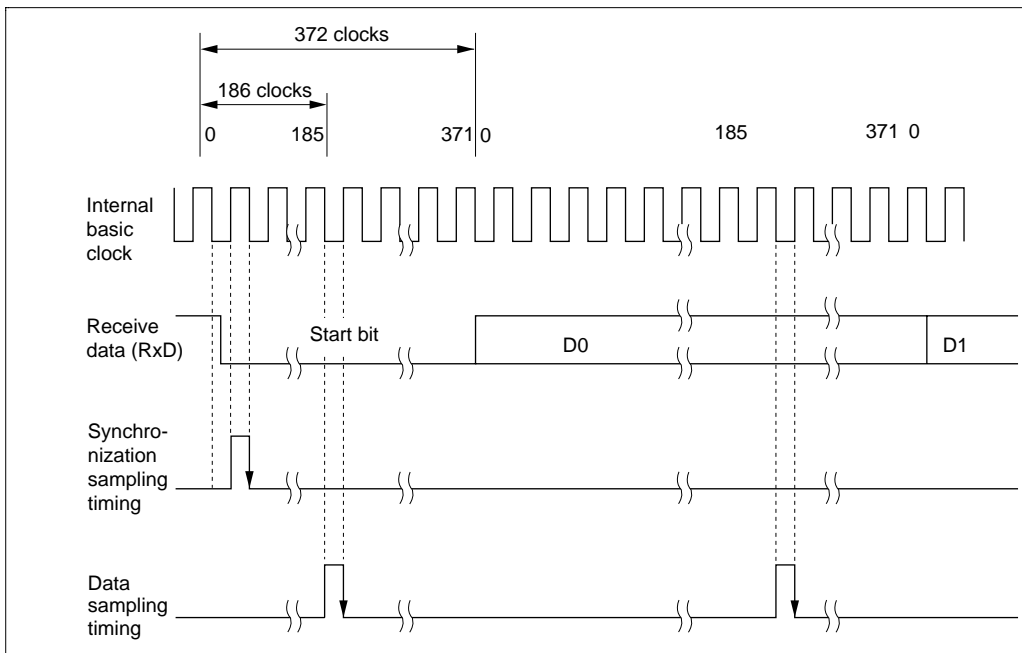 372 clocks
186 clocks
0
185
371 0
185
371 0
Internal
basic
clock
Receive
data (RxD)
Start bit
D0
D1
Synchro-
nization
sampling
timing
Data
sampling
timing